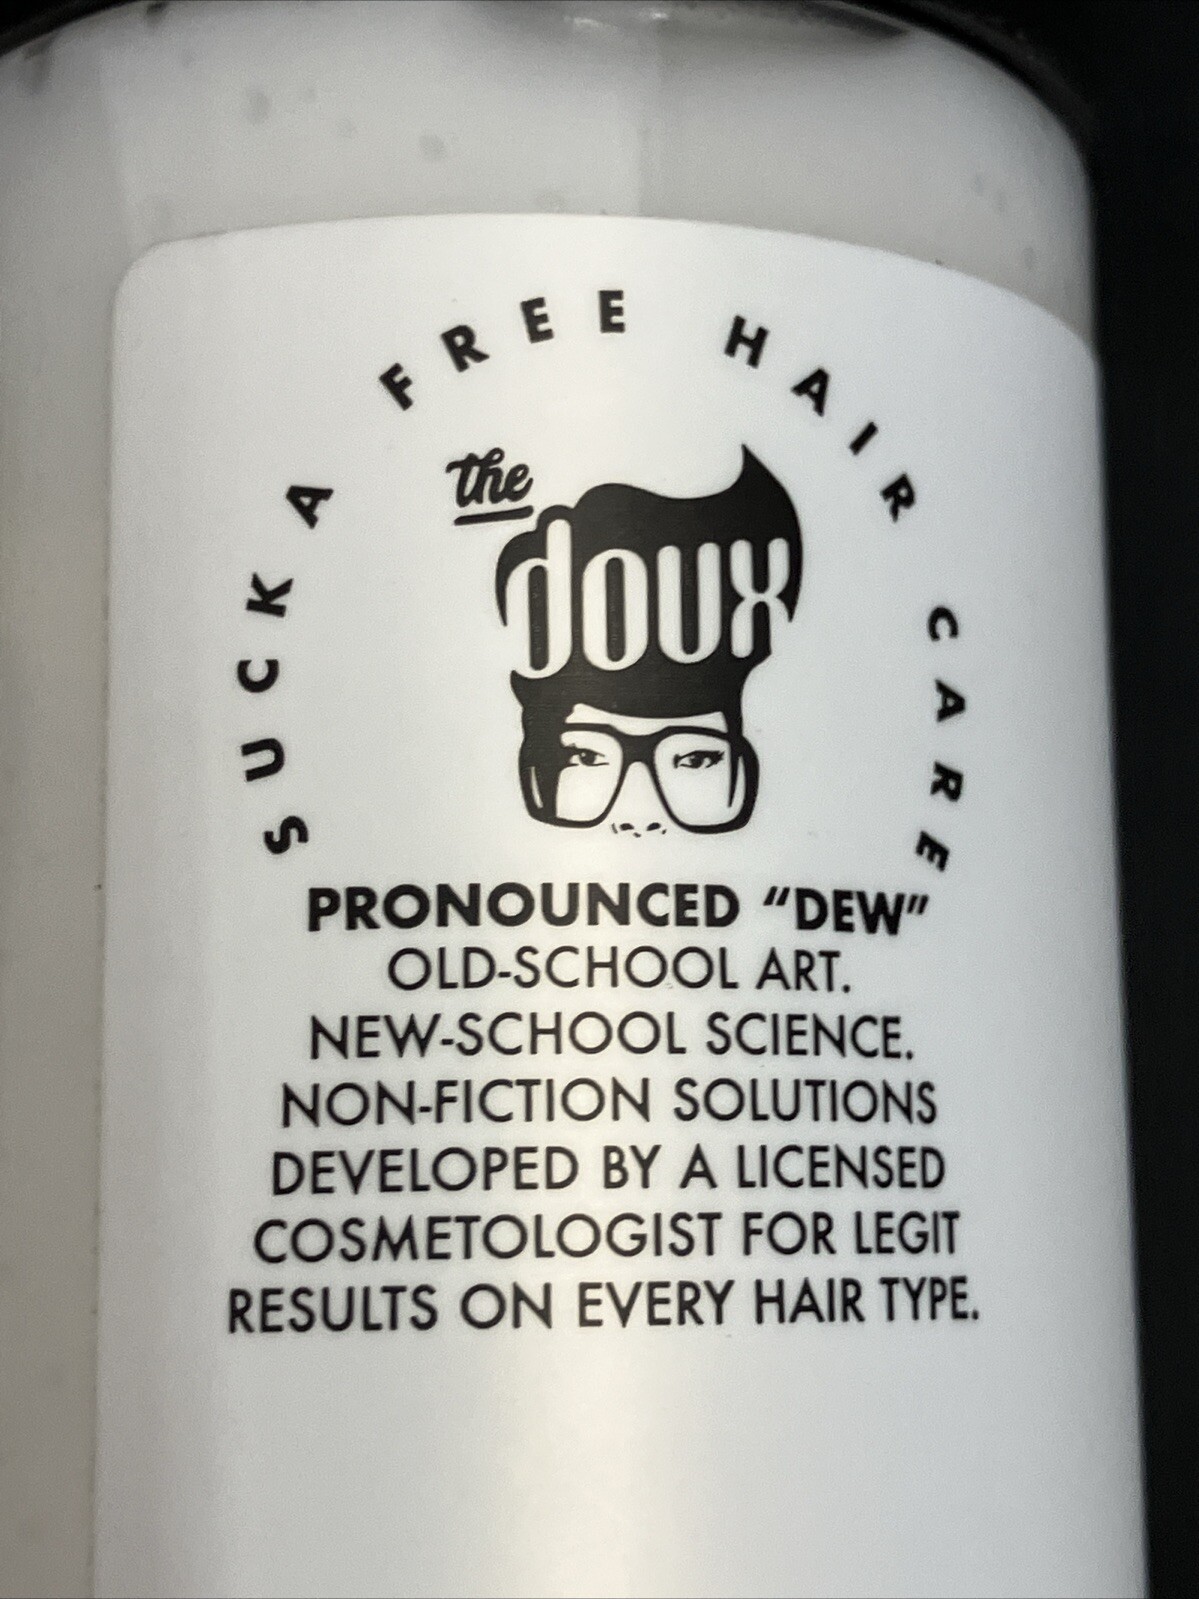 SUCKA FREE HAIR CARE
the
doux
PRONOUNCED “DEW”
OLD-SCHOOL ART.
NEW-SCHOOL SCIENCE.
NON-FICTION SOLUTIONS
DEVELOPED BY A LICENSED
COSMETOLOGIST FOR LEGIT
RESULTS ON EVERY HAIR TYPE.